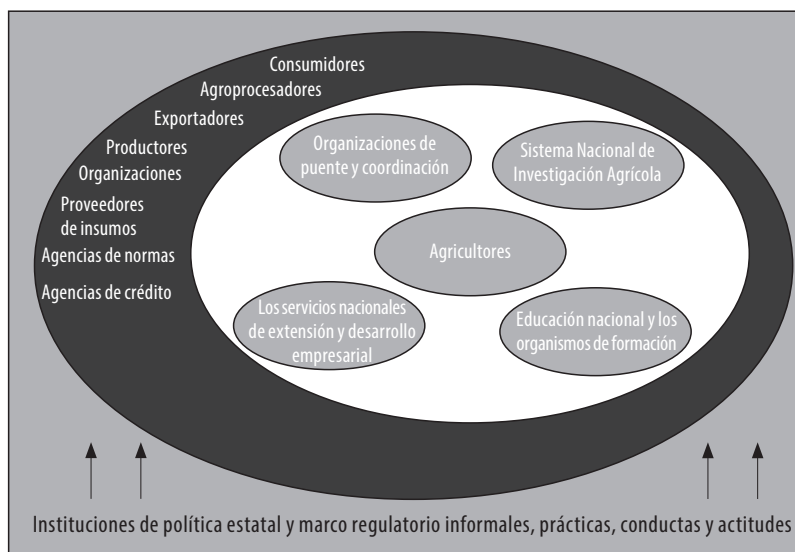 Consumidores
Agroprocesadores
Exportadores
Productores
Organizaciones
Proveedores
de insumos
Agencias de normas
Agencias de crédito
Organizaciones de
puente y coordinación
Sistema Nacional de
Investigación Agrícola
Agricultores
Los servicios nacionales
de extensión y desarrollo
empresarial
Educación nacional y los
organismos de formación
Instituciones de política estatal y marco regulatorio informales, prácticas, conductas y actitudes